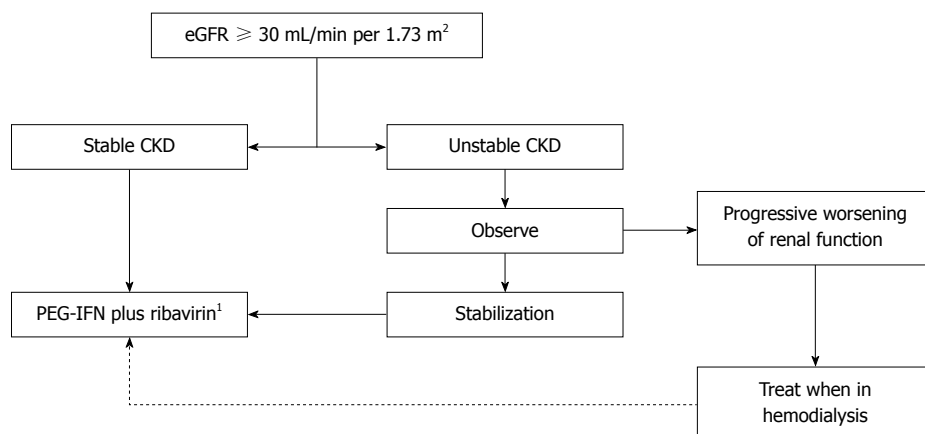 eGFR ≥ 30 mL/min per 1.73 m²
Stable CKD
Unstable CKD
Observe
Progressive worsening
of renal function
PEG-IFN plus ribavirin¹
Stabilization
Treat when in
hemodialysis